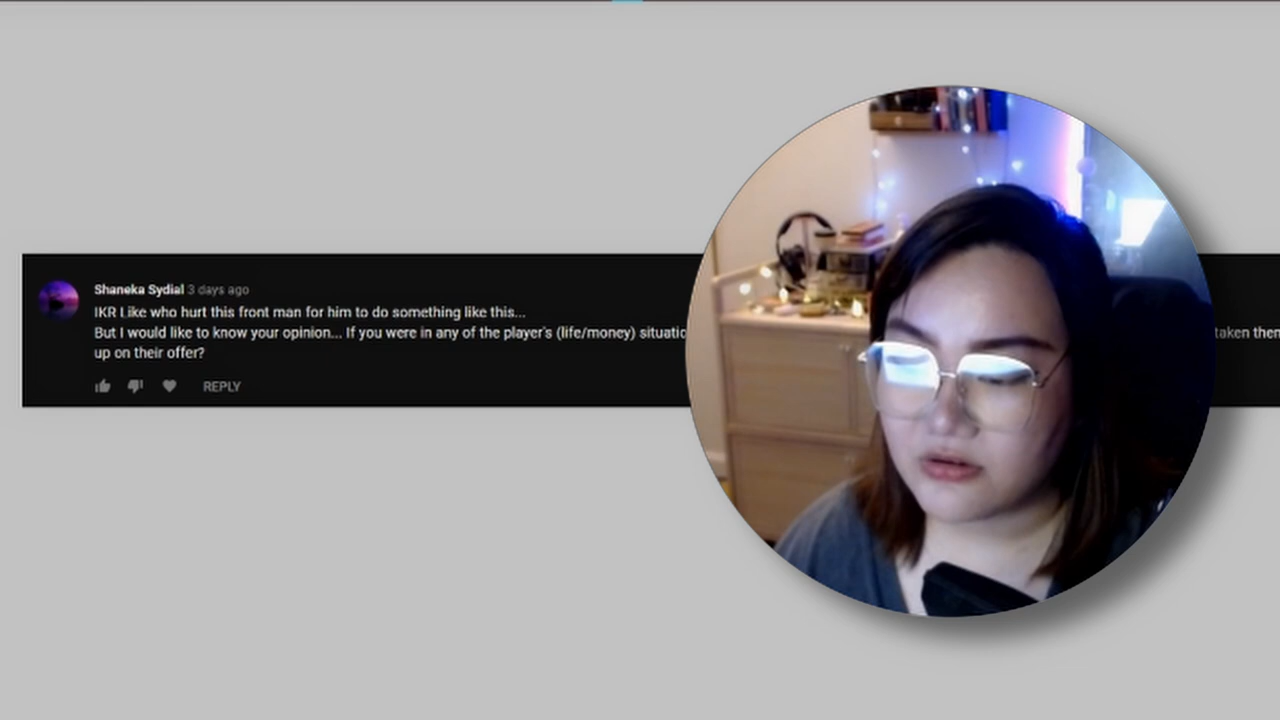 Shaneka Sydial 3 days ago
IKR Like who hurt this front man for him to do something like this...
But I would like to know your opinion... If you were in any of the player's (life/money) taken
up on their offer?
REPLY